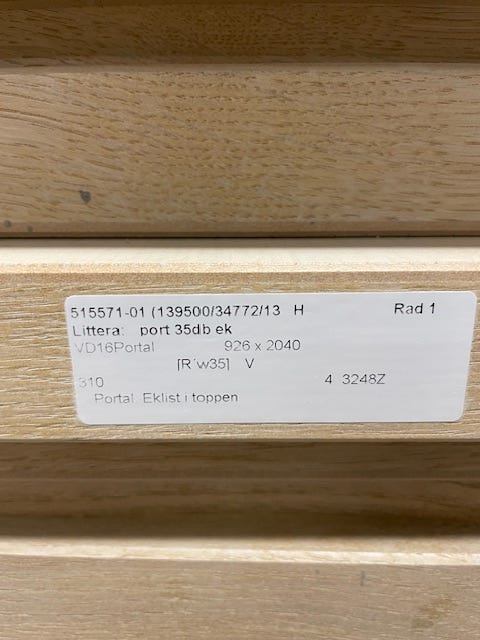 515571-01 (139500/34772/13 H Rad 1
Littera: port 35db ek
VD16Portal 926 x 2040
[R'w35] V
310 4 3248Z
Portal Eklist i toppen